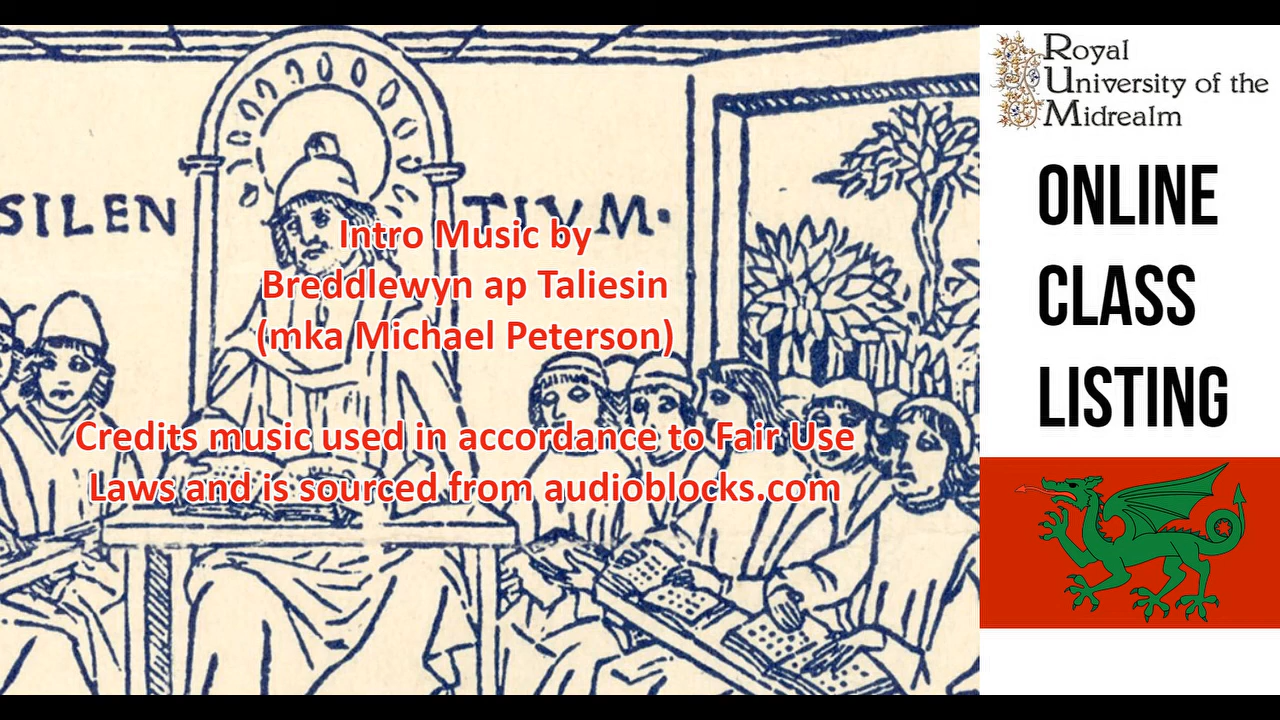 SILEN TIVM.
Intro Music by
Breddlewyn ap Taliesin
(mka Michael Peterson)
Credits music used in accordance to Fair Use
Laws and is sourced from audioblocks.com
Royal
University of the
Midrealm
ONLINE
CLASS
LISTING